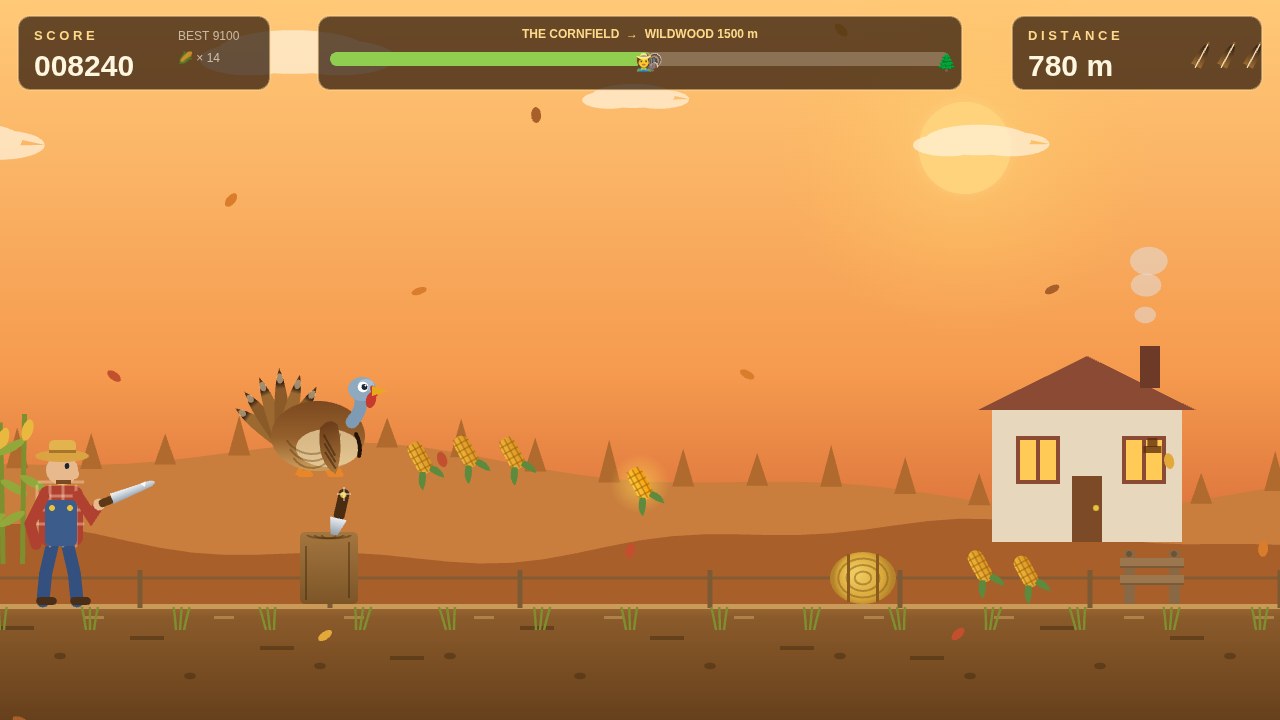 SCORE
008240
BEST 9100
× 14
THE CORNFIELD → WILDWOOD 1500 m
DISTANCE
780 m